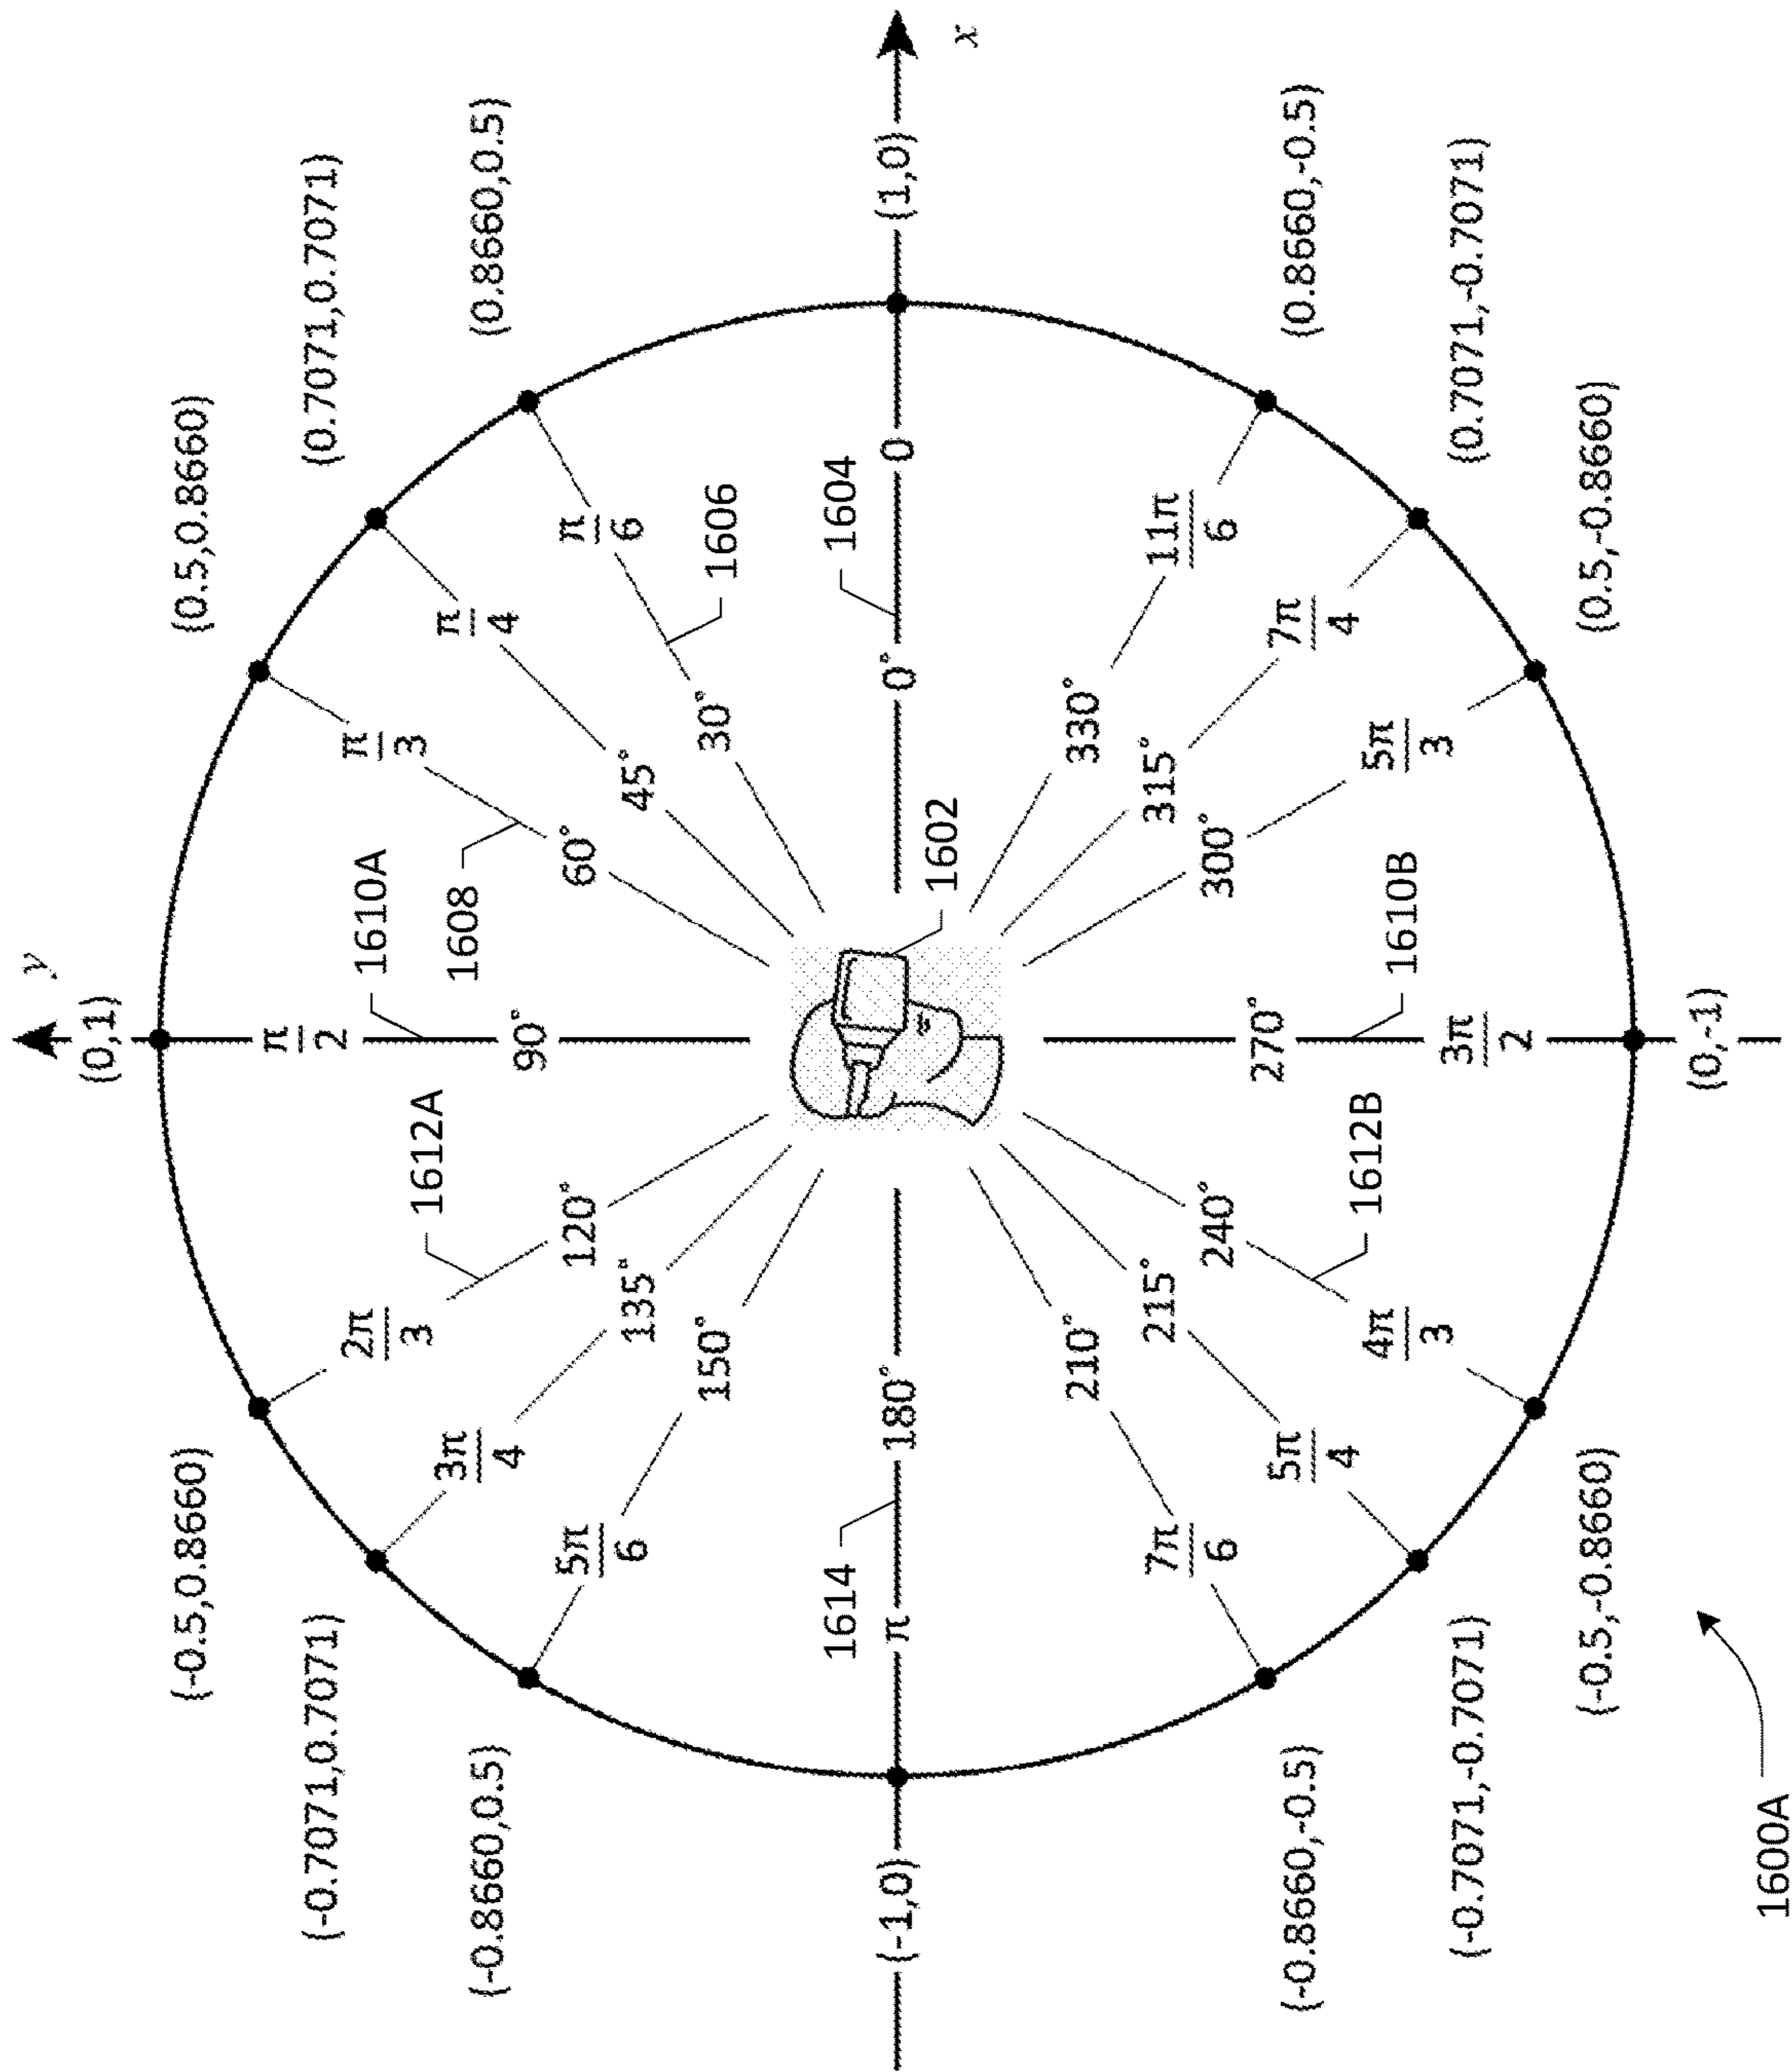 y
(0,1)
(-0.5,0.8660)
(0.5,0.8660)
π
2
(-0.7071,0.7071)
(0.7071,0.7071)
2π
3
π
3
1612A
1610A
1608
(-0.8660,0.5)
(0.8660,0.5)
3π
4
π
4
90°
120°
60°
5π
6
π
6
135°
45°
150°
30°
1606
1614
1604
(-1,0)
π
180°
0°
0
(1,0)
1602
x
210°
330°
215°
315°
7π
6
11π
6
240°
300°
270°
5π
4
7π
4
(-0.8660,-0.5)
(0.8660,-0.5)
1612B
1610B
4π
3
5π
3
3π
2
(-0.7071,-0.7071)
(0.7071,-0.7071)
(-0.5,-0.8660)
(0.5,-0.8660)
(0,-1)
1600A